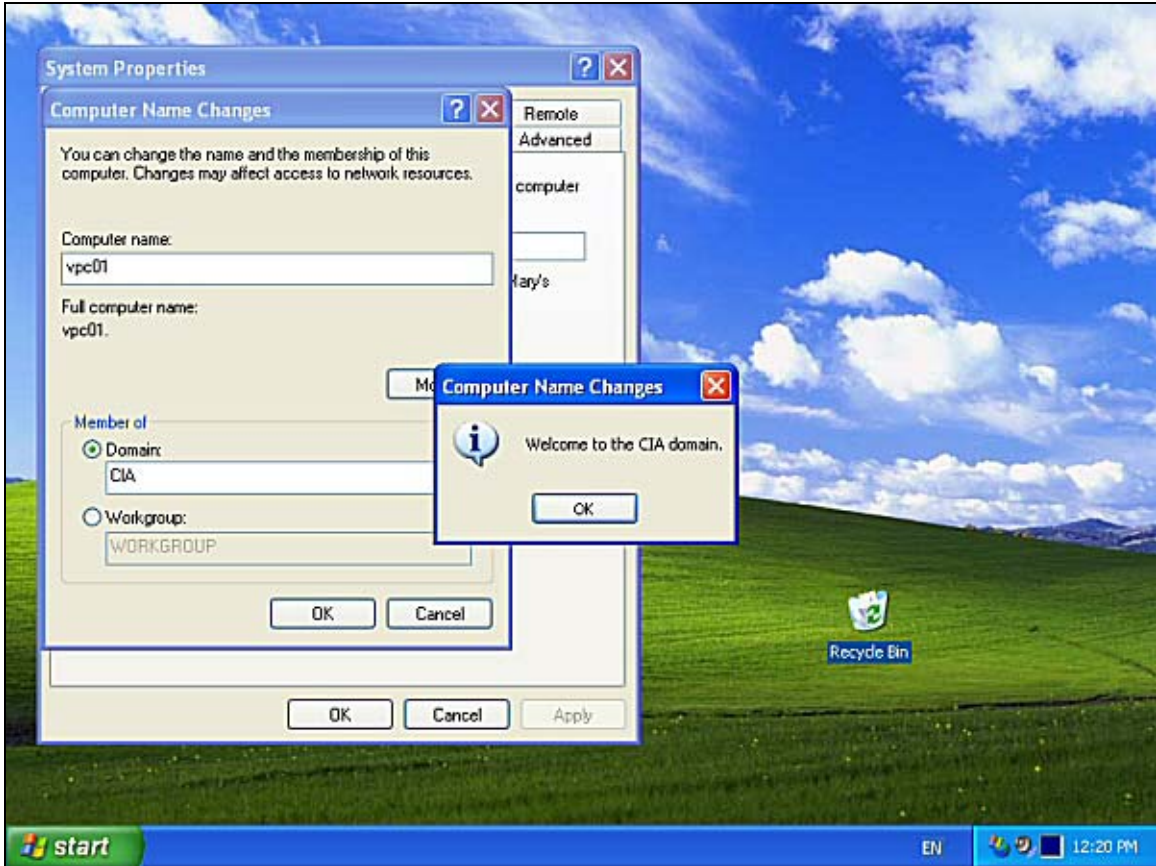 System Properties
Computer Name Changes
Remote
Advanced
You can change the name and the membership of this
computer. Changes may affect access to network resources.
computer
Computer name:
vpc01
Full computer name:
vpc01.
Computer Name Changes
Welcome to the CIA domain.
OK
Member of
Domain:
CIA
Workgroup:
WORKGROUP
OK
Cancel
OK
Cancel
Apply
Recycle Bin
start
EN
12:20 PM